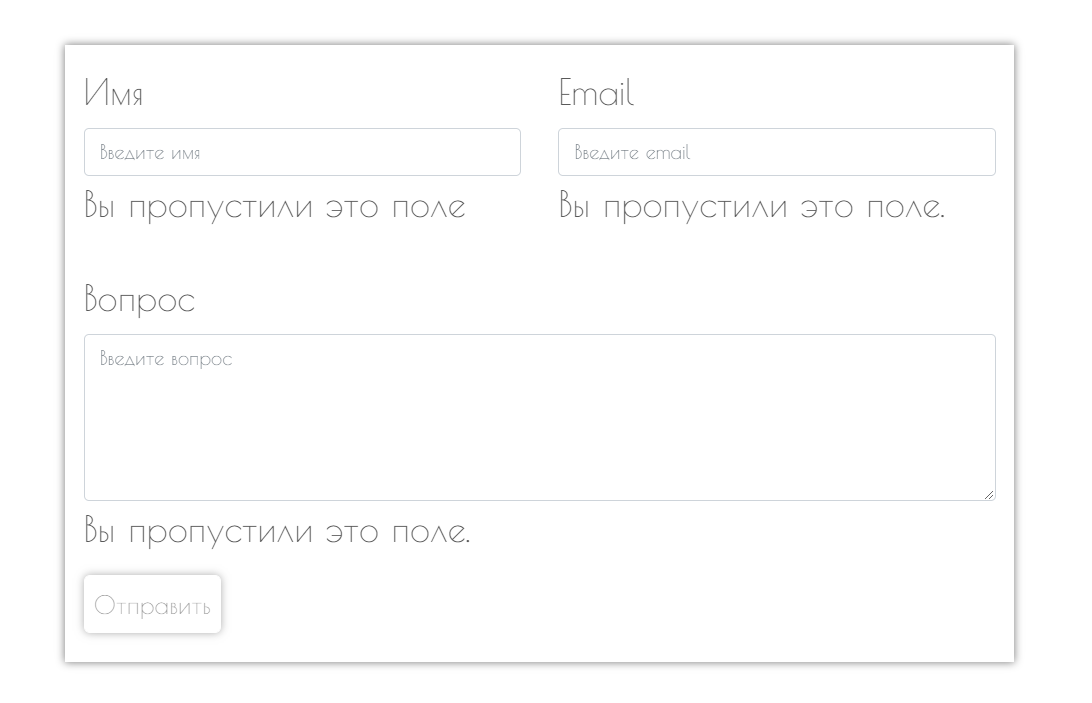 Имя
Email
Введите имя
Введите email
Вы пропустили это поле
Вы пропустили это поле.
Вопрос
Введите вопрос
Вы пропустили это поле.
Отправить